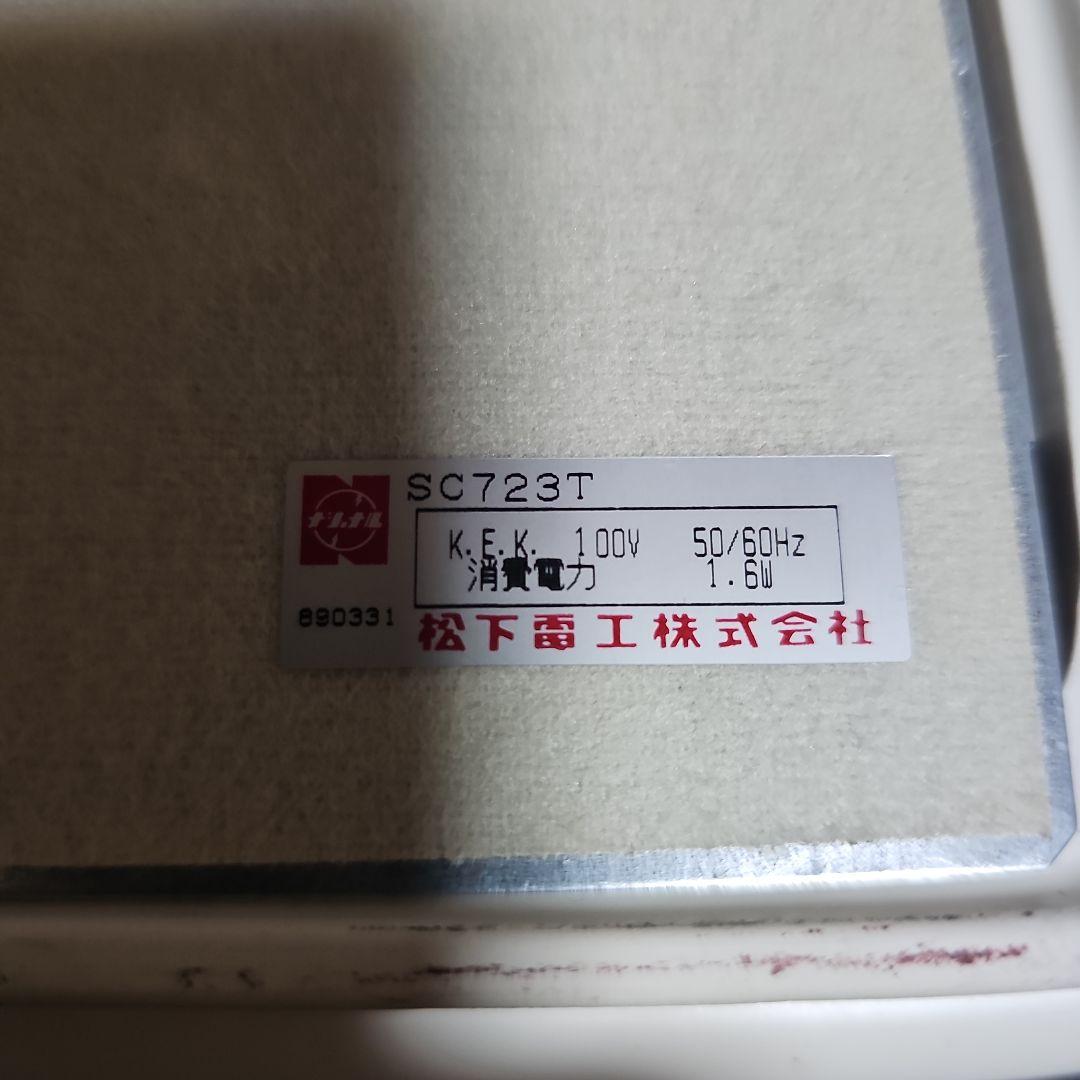 SC723T
ナショナル
K.E.K. 100V 50/60Hz
消費電力 1.6W
890331
松下電工株式会社